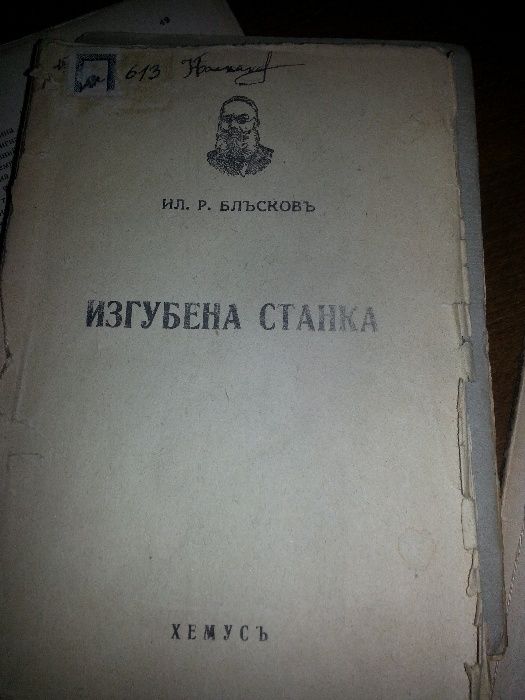 613
ИЛ. Р. БЛЪСКОВЪ
ИЗГУБЕНА СТАНКА
ХЕМУСЪ